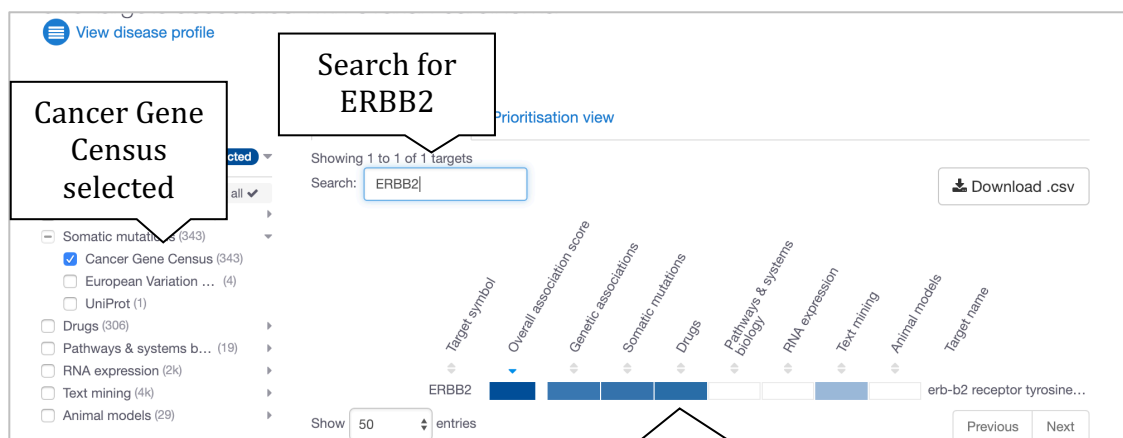 View disease profile
Search for
ERBB2
Cancer Gene
Census
selected
Prioritisation view
cted
Showing 1 to 1 of 1 targets
all
Search: ERBB2
Download .csv
Somatic mutations (343)
Cancer Gene Census (343)
European Variation ... (4)
UniProt (1)
Drugs (306)
Pathways & systems b... (19)
RNA expression (2k)
Text mining (4k)
Animal models (29)
Target symbol
Overall association score
Genetic associations
Somatic mutations
Drugs
Pathways & systems
biology
RNA expression
Text mining
Animal models
Target name
ERBB2
erb-b2 receptor tyrosine...
Show 50 entries
Previous Next